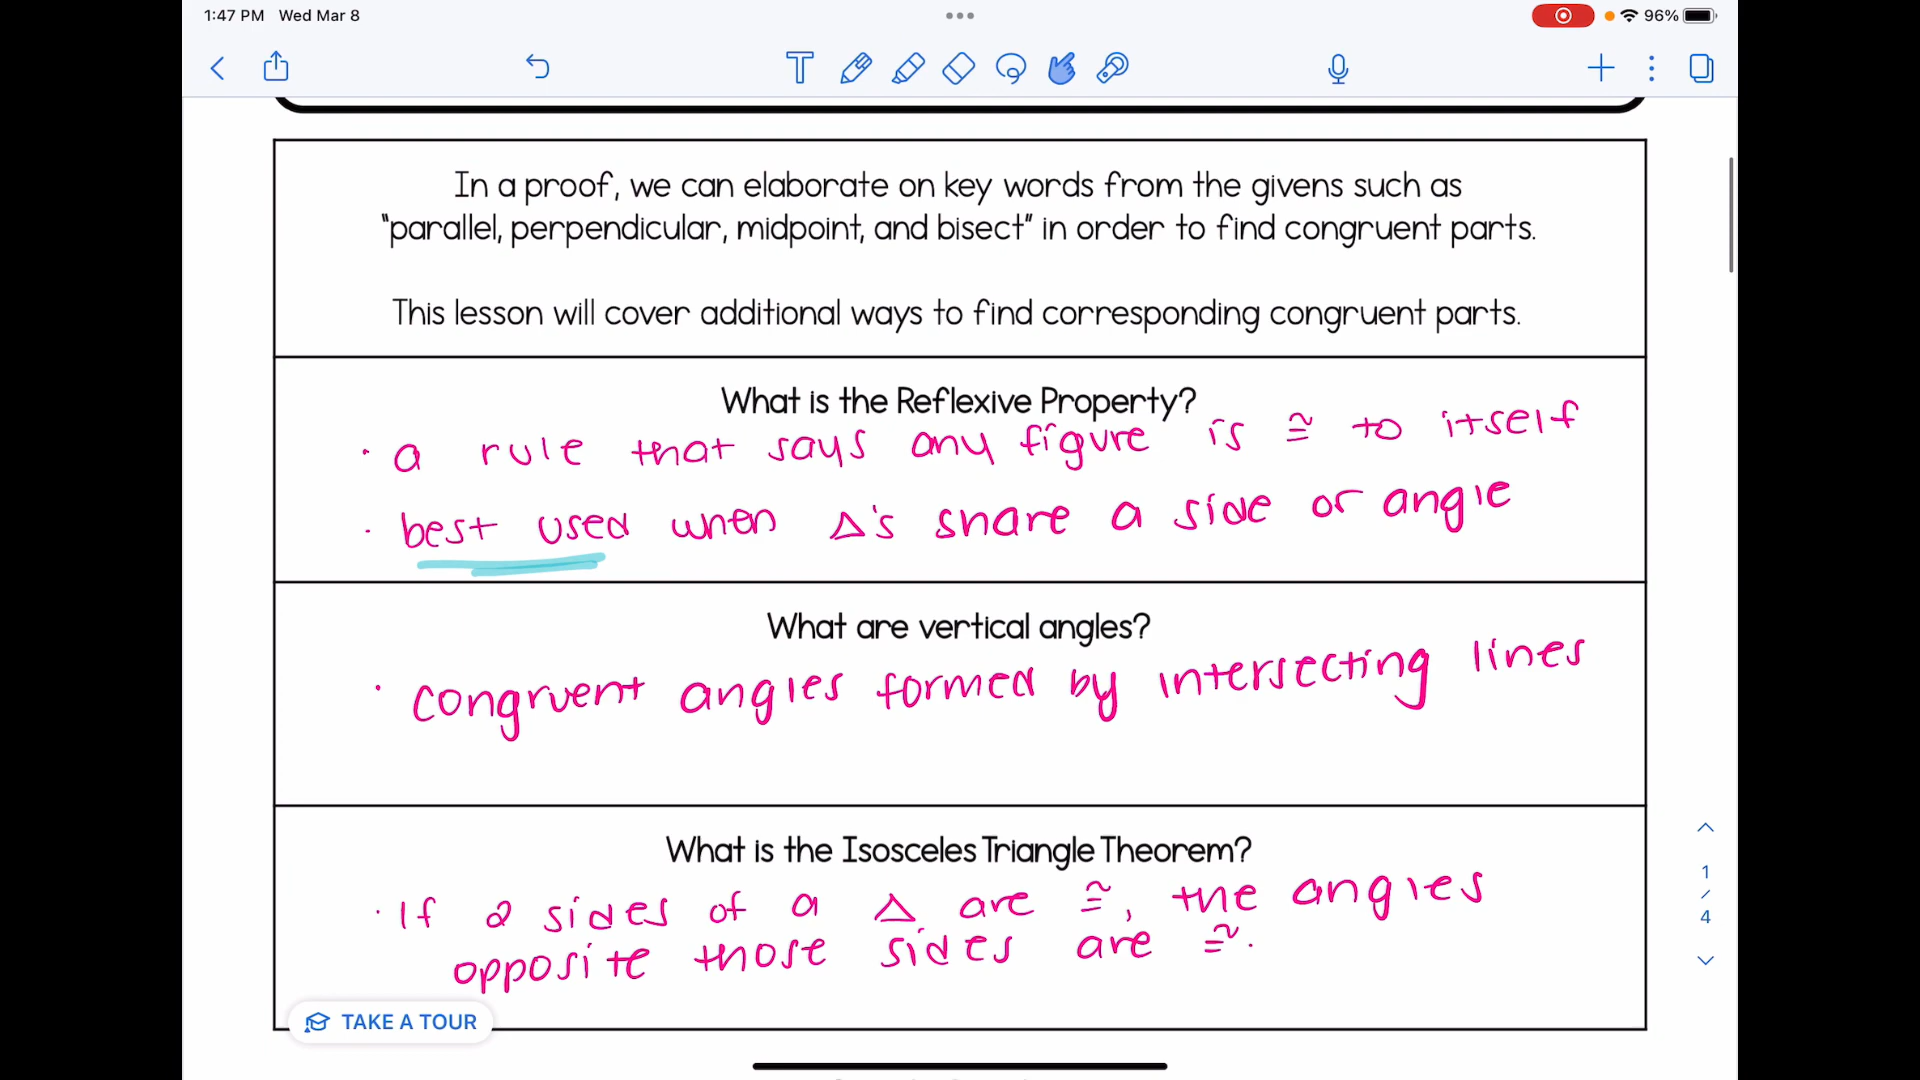 1:47 PM Wed Mar 8
96%
In a proof, we can elaborate on key words from the givens such as
"parallel, perpendicular, midpoint, and bisect" in order to find congruent parts.
This lesson will cover additional ways to find corresponding congruent parts.
What is the Reflexive Property?
· a rule that says any figure is ≅ to itself
· best used when Δ's share a side or angle
What are vertical angles?
· congruent angles formed by intersecting lines
What is the Isosceles Triangle Theorem?
· If 2 sides of a Δ are ≅, the angles
opposite those sides are ≅.
1
/
4
TAKE A TOUR